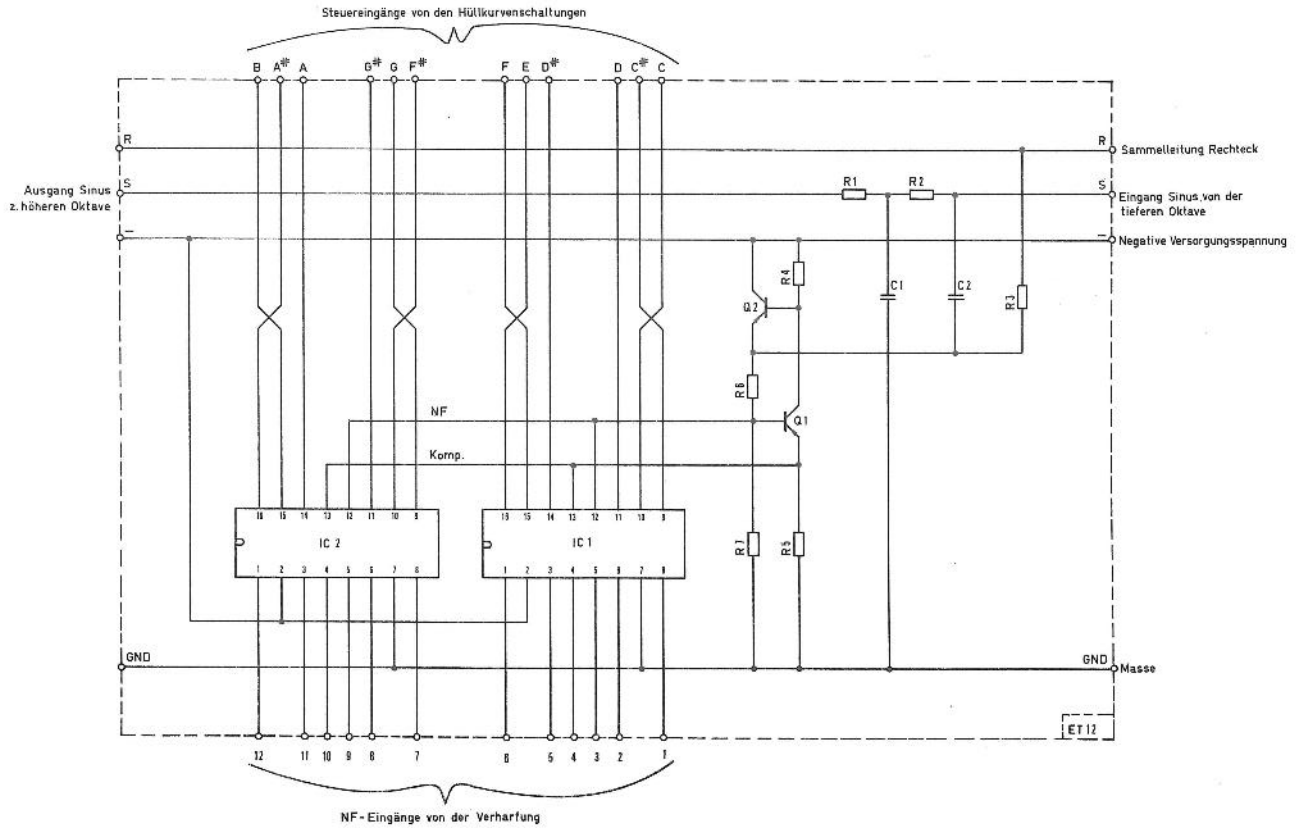 Steuereingänge von den Hüllkurvenschaltungen
B A# A G# G F# F E D# D C# C
R R Sammelleitung Rechteck
Ausgang Sinus
z. höheren Oktave
S R1 R2 S
Eingang Sinus, von der
tieferen Oktave
– – Negative Versorgungsspannung
R4
Q2 C1 C2 R3
R6
NF Q1
Komp.
16 15 14 13 12 11 10 9 16 15 14 13 12 11 10 9
IC 2 IC 1 R7 R5
1 2 3 4 5 6 7 8 1 2 3 4 5 6 7 8
GND GND Masse
ET 12
12 11 10 9 8 7 6 5 4 3 2 1
NF-Eingänge von der Verharfung